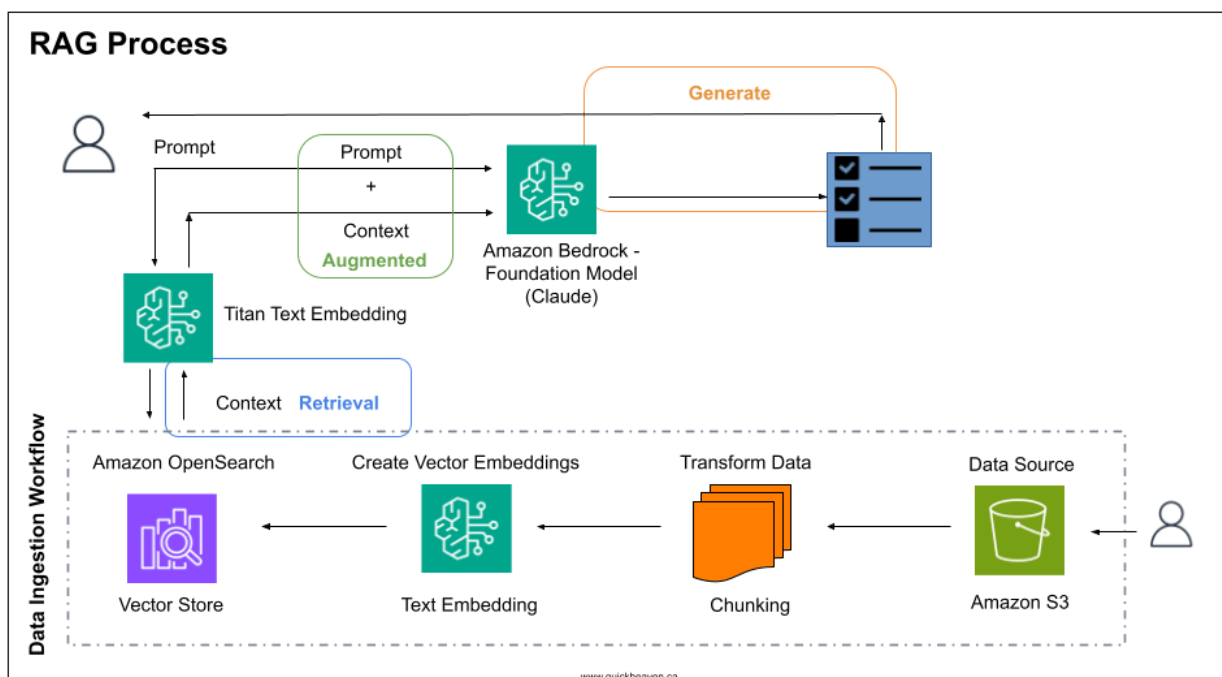 RAG Process
Generate
Prompt
Prompt
+
Context
Augmented
Amazon Bedrock -
Foundation Model
(Claude)
Titan Text Embedding
Context Retrieval
Data Ingestion Workflow
Amazon OpenSearch
Create Vector Embeddings
Transform Data
Data Source
Vector Store
Text Embedding
Chunking
Amazon S3